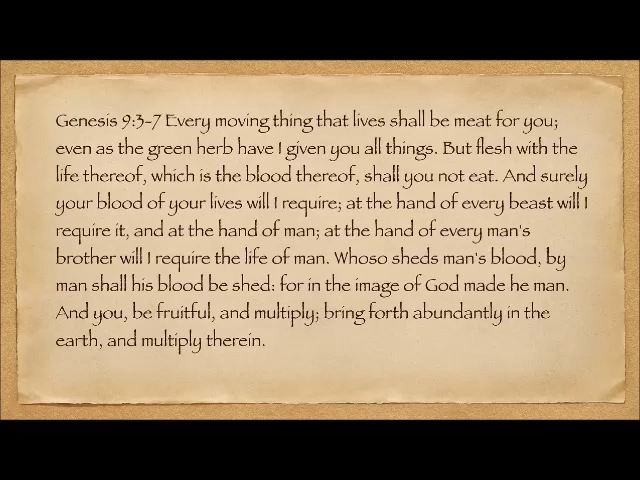 Genesis 9:3-7 Every moving thing that lives shall be meat for you;
even as the green herb have I given you all things. But flesh with the
life thereof, which is the blood thereof, shall you not eat. And surely
your blood of your lives will I require; at the hand of every beast will I
require it, and at the hand of man; at the hand of every man's
brother will I require the life of man. Whoso sheds man's blood, by
man shall his blood be shed: for in the image of God made he man.
And you, be fruitful, and multiply; bring forth abundantly in the
earth, and multiply therein.